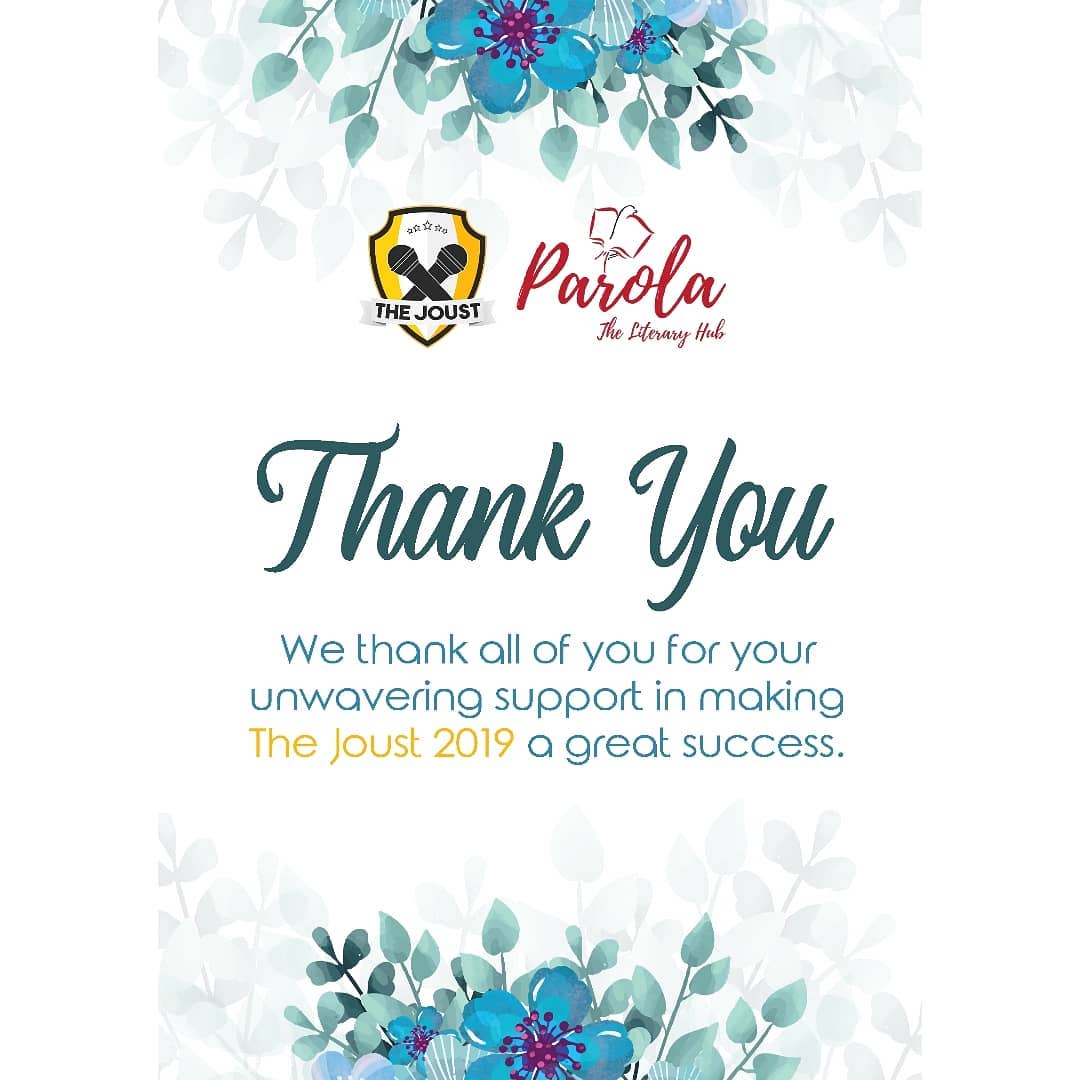 THE JOUST
Parola
The Literary Hub
Thank You
We thank all of you for your
unwavering support in making
The Joust 2019 a great success.